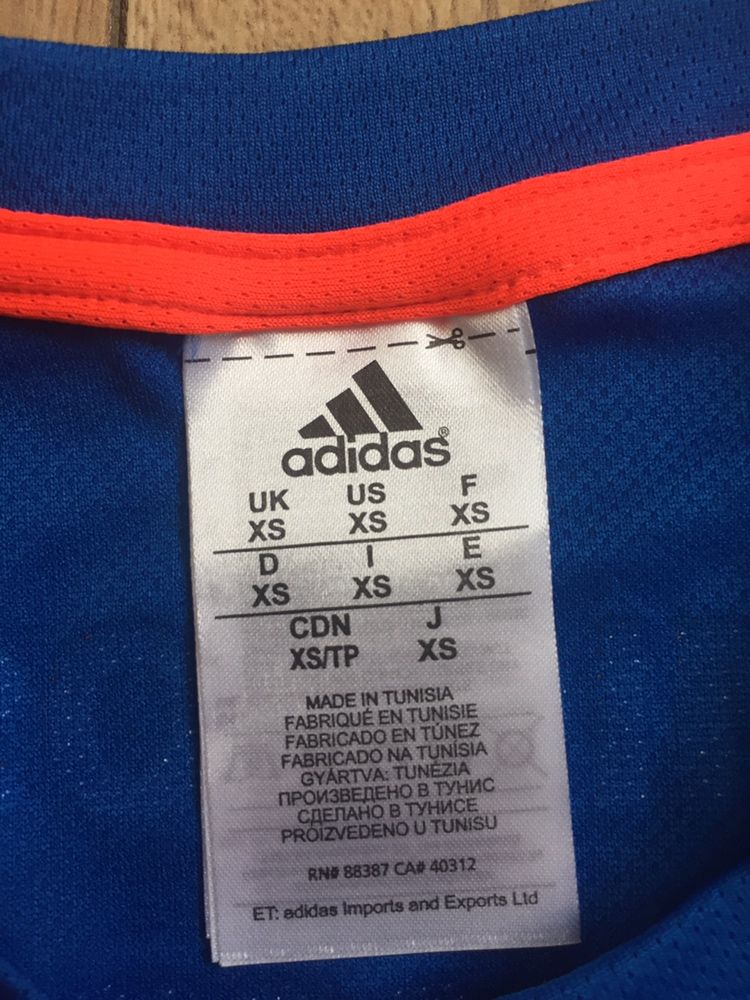 adidas®
UK US F
XS XS XS
D I E
XS XS XS
CDN J
XS/TP XS
MADE IN TUNISIA
FABRIQUÉ EN TUNISIE
FABRICADO EN TÚNEZ
FABRICADO NA TUNÍSIA
GYÁRTVA: TUNÉZIA
ПРОИЗВЕДЕНО В ТУНИС
СДЕЛАНО В ТУНИСЕ
PROIZVEDENO U TUNISU
RN# 88387 CA# 40312
ET: adidas Imports and Exports Ltd